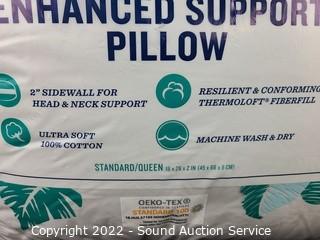 ENHANCED SUPPORT
PILLOW
2" SIDEWALL FOR
HEAD & NECK SUPPORT
RESILIENT & CONFORMING
THERMOLOFT® FIBERFILL
ULTRA SOFT
100% COTTON
MACHINE WASH & DRY
STANDARD/QUEEN
OEKO-TEX®
STANDARD 100
Copyright 2022 - Sound Auction Service